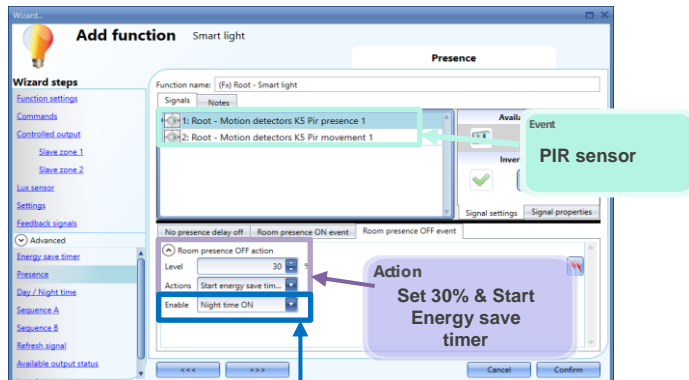 Wizard...
Add function Smart light
Presence
Wizard steps
Function settings
Commands
Controlled output
Slave zone 1
Slave zone 2
Lux sensor
Settings
Feedback signals
Advanced
Energy save timer
Presence
Day / Night time
Sequence A
Sequence B
Refresh signal
Available output status
Function name: (Fx) Root - Smart light
Signals Notes
1: Root - Motion detectors K5 Pir presence 1
2: Root - Motion detectors K5 Pir movement 1
Signal settings Signal properties
Event
PIR sensor
No presence delay off Room presence ON event Room presence OFF event
Room presence OFF action
Level 30
Actions Start energy save tim...
Enable Night time ON
Action
Set 30% & Start
Energy save
timer
<<< >>> Cancel Confirm